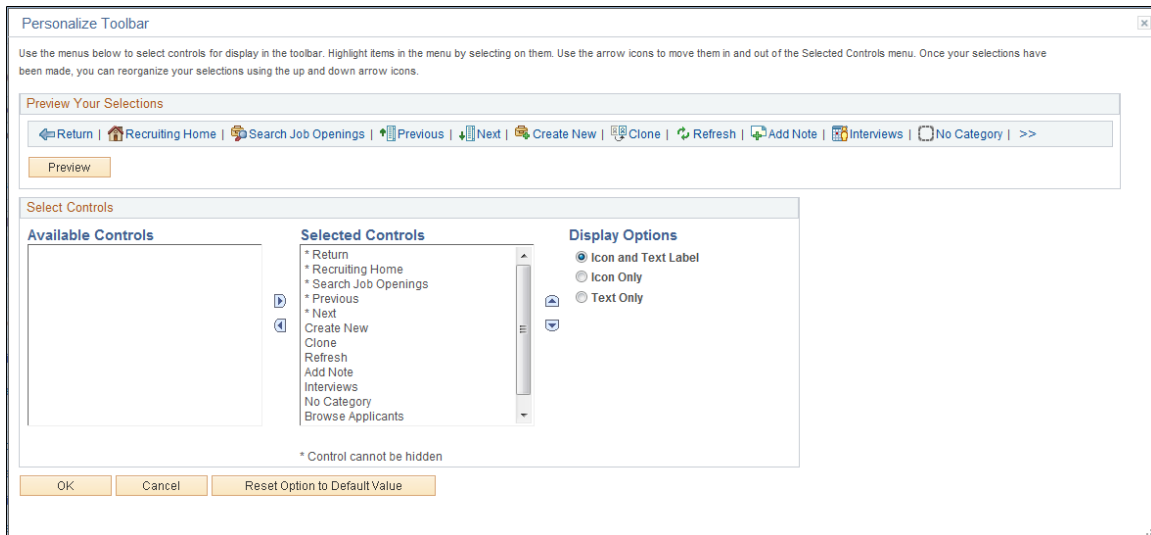 Personalize Toolbar
Use the menus below to select controls for display in the toolbar. Highlight items in the menu by selecting on them. Use the arrow icons to move them in and out of the Selected Controls menu. Once your selections have
been made, you can reorganize your selections using the up and down arrow icons.
Preview Your Selections
Return | Recruiting Home | Search Job Openings | Previous | Next | Create New | Clone | Refresh | Add Note | Interviews | No Category | >>
Preview
Select Controls
Available Controls
Selected Controls
* Return
* Recruiting Home
* Search Job Openings
* Previous
* Next
Create New
Clone
Refresh
Add Note
Interviews
No Category
Browse Applicants
* Control cannot be hidden
Display Options
Icon and Text Label
Icon Only
Text Only
OK Cancel Reset Option to Default Value